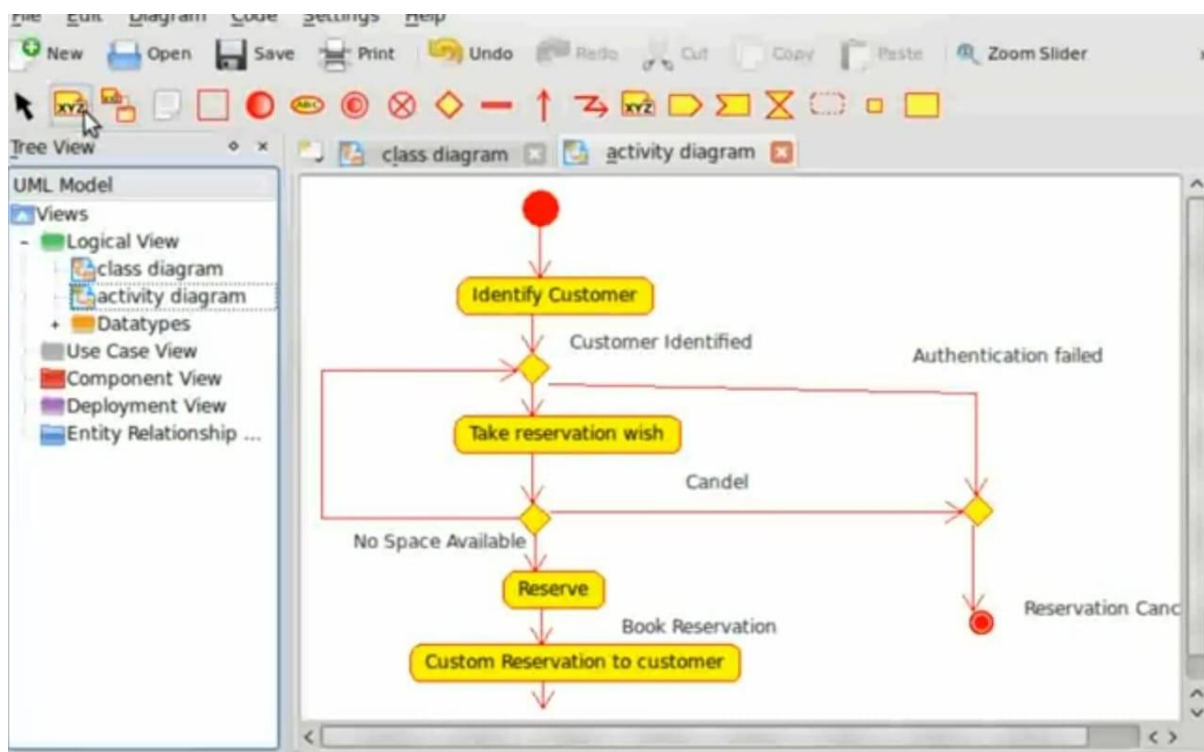 File Edit Diagram Code Settings Help
New Open Save Print Undo Redo Cut Copy Paste Zoom Slider
XYZ ABC XYZ
Tree View
class diagram activity diagram
UML Model
Views
Logical View
class diagram
activity diagram
Datatypes
Use Case View
Component View
Deployment View
Entity Relationship ...
Identify Customer
Customer Identified
Authentication failed
Take reservation wish
Candel
No Space Available
Reserve
Book Reservation
Reservation Canc
Custom Reservation to customer